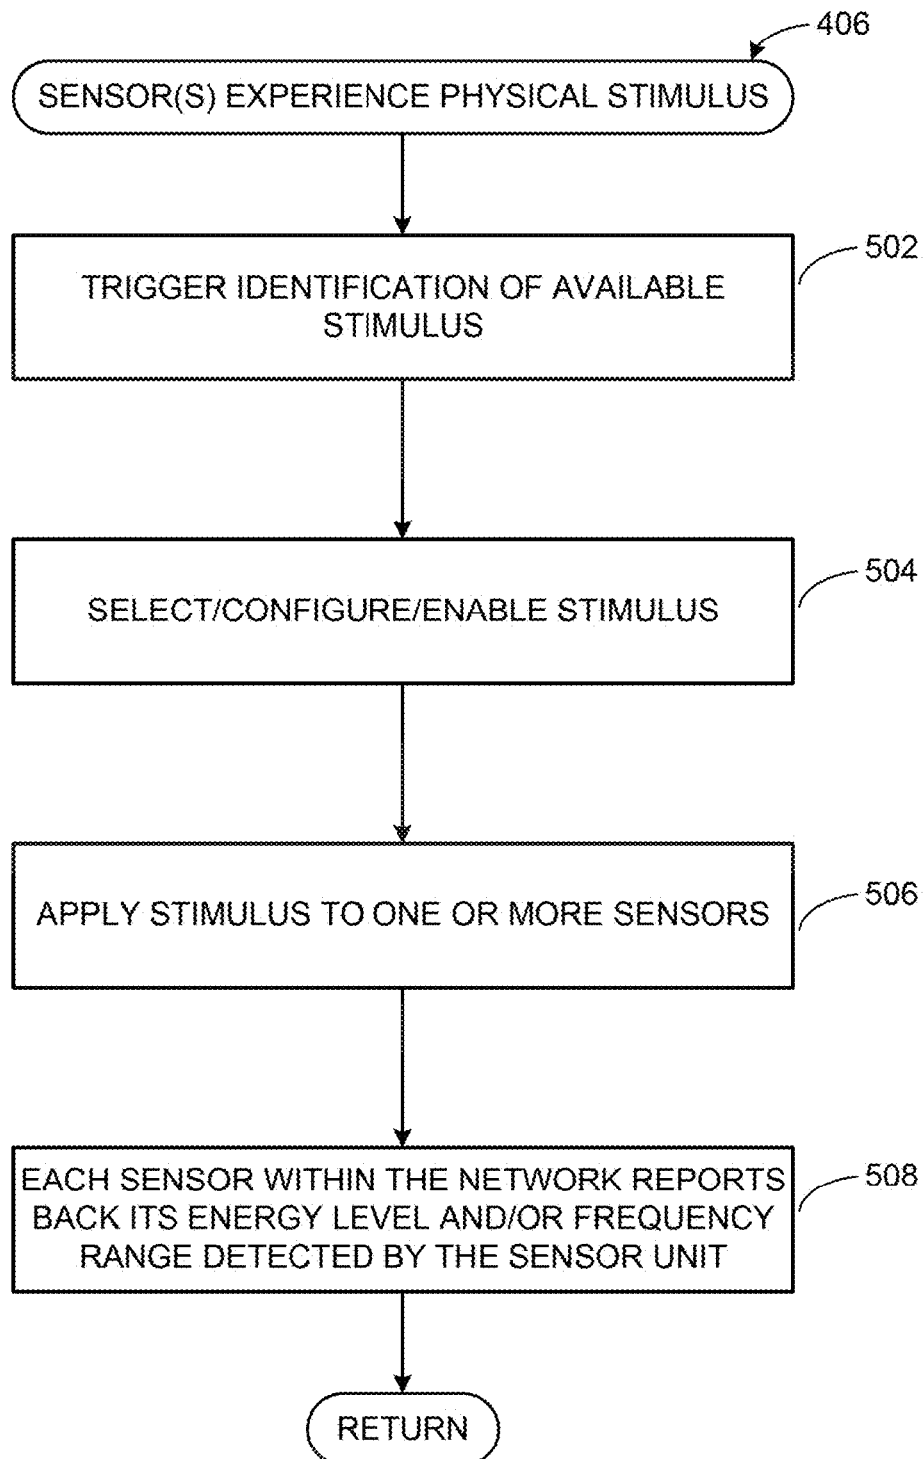 406
SENSOR(S) EXPERIENCE PHYSICAL STIMULUS
502
TRIGGER IDENTIFICATION OF AVAILABLE
STIMULUS
504
SELECT/CONFIGURE/ENABLE STIMULUS
506
APPLY STIMULUS TO ONE OR MORE SENSORS
508
EACH SENSOR WITHIN THE NETWORK REPORTS
BACK ITS ENERGY LEVEL AND/OR FREQUENCY
RANGE DETECTED BY THE SENSOR UNIT
RETURN